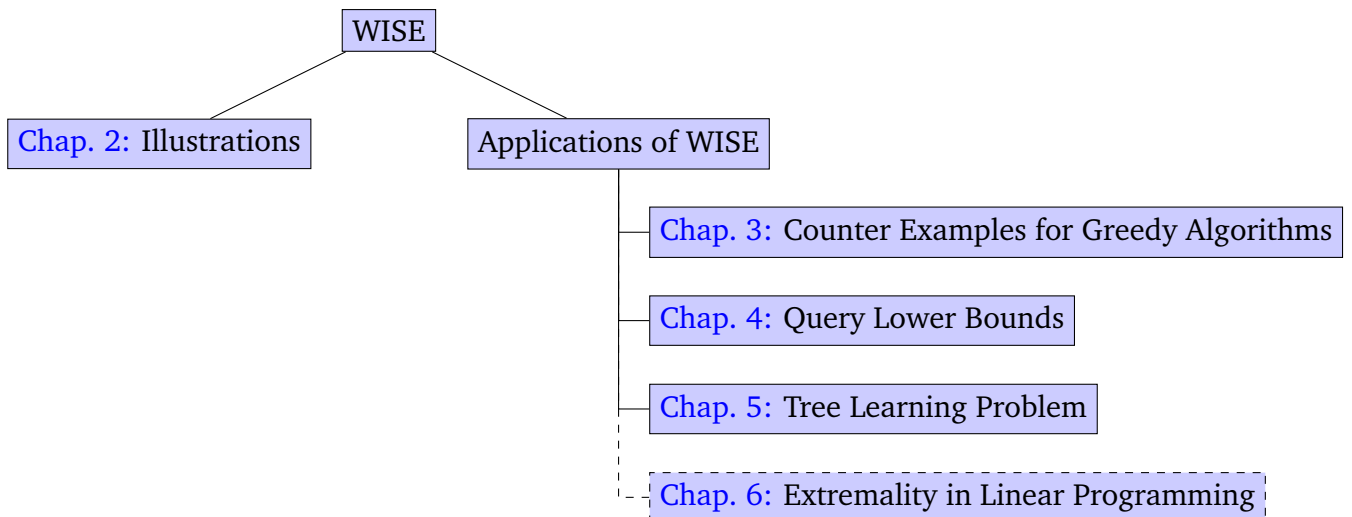 WISE
Chap. 2: Illustrations
Applications of WISE
Chap. 3: Counter Examples for Greedy Algorithms
Chap. 4: Query Lower Bounds
Chap. 5: Tree Learning Problem
Chap. 6: Extremality in Linear Programming